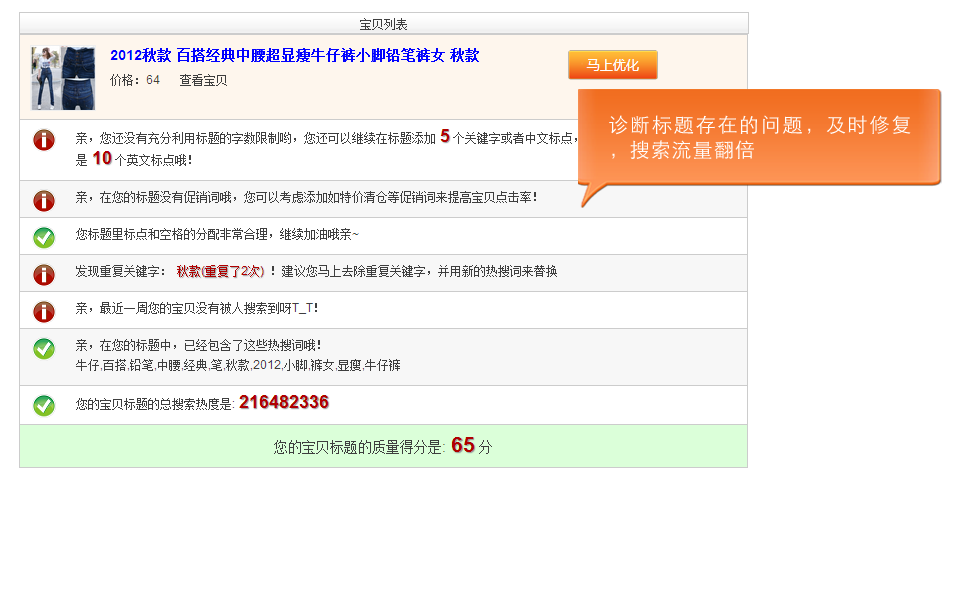 宝贝列表
2012秋款 百搭经典中腰超显瘦牛仔裤小脚铅笔裤女 秋款
价格：64 查看宝贝
马上优化
诊断标题存在的问题，及时修复
，搜索流量翻倍
亲，您还没有充分利用标题的字数限制哟，您还可以继续在标题添加 5 个关键字或者中文标点，
是 10 个英文标点哦！
亲，在您的标题没有促销词哦，您可以考虑添加如特价清仓等促销词来提高宝贝点击率！
您标题里标点和空格的分配非常合理，继续加油哦亲~
发现重复关键字： 秋款(重复了2次) ！建议您马上去除重复关键字，并用新的热搜词来替换
亲，最近一周您的宝贝没有被人搜索到呀T_T！
亲，在您的标题中，已经包含了这些热搜词哦！
牛仔,百搭,铅笔,中腰,经典,笔,秋款,2012,小脚,裤女,显瘦,牛仔裤
您的宝贝标题的总搜索热度是: 216482336
您的宝贝标题的质量得分是: 65 分